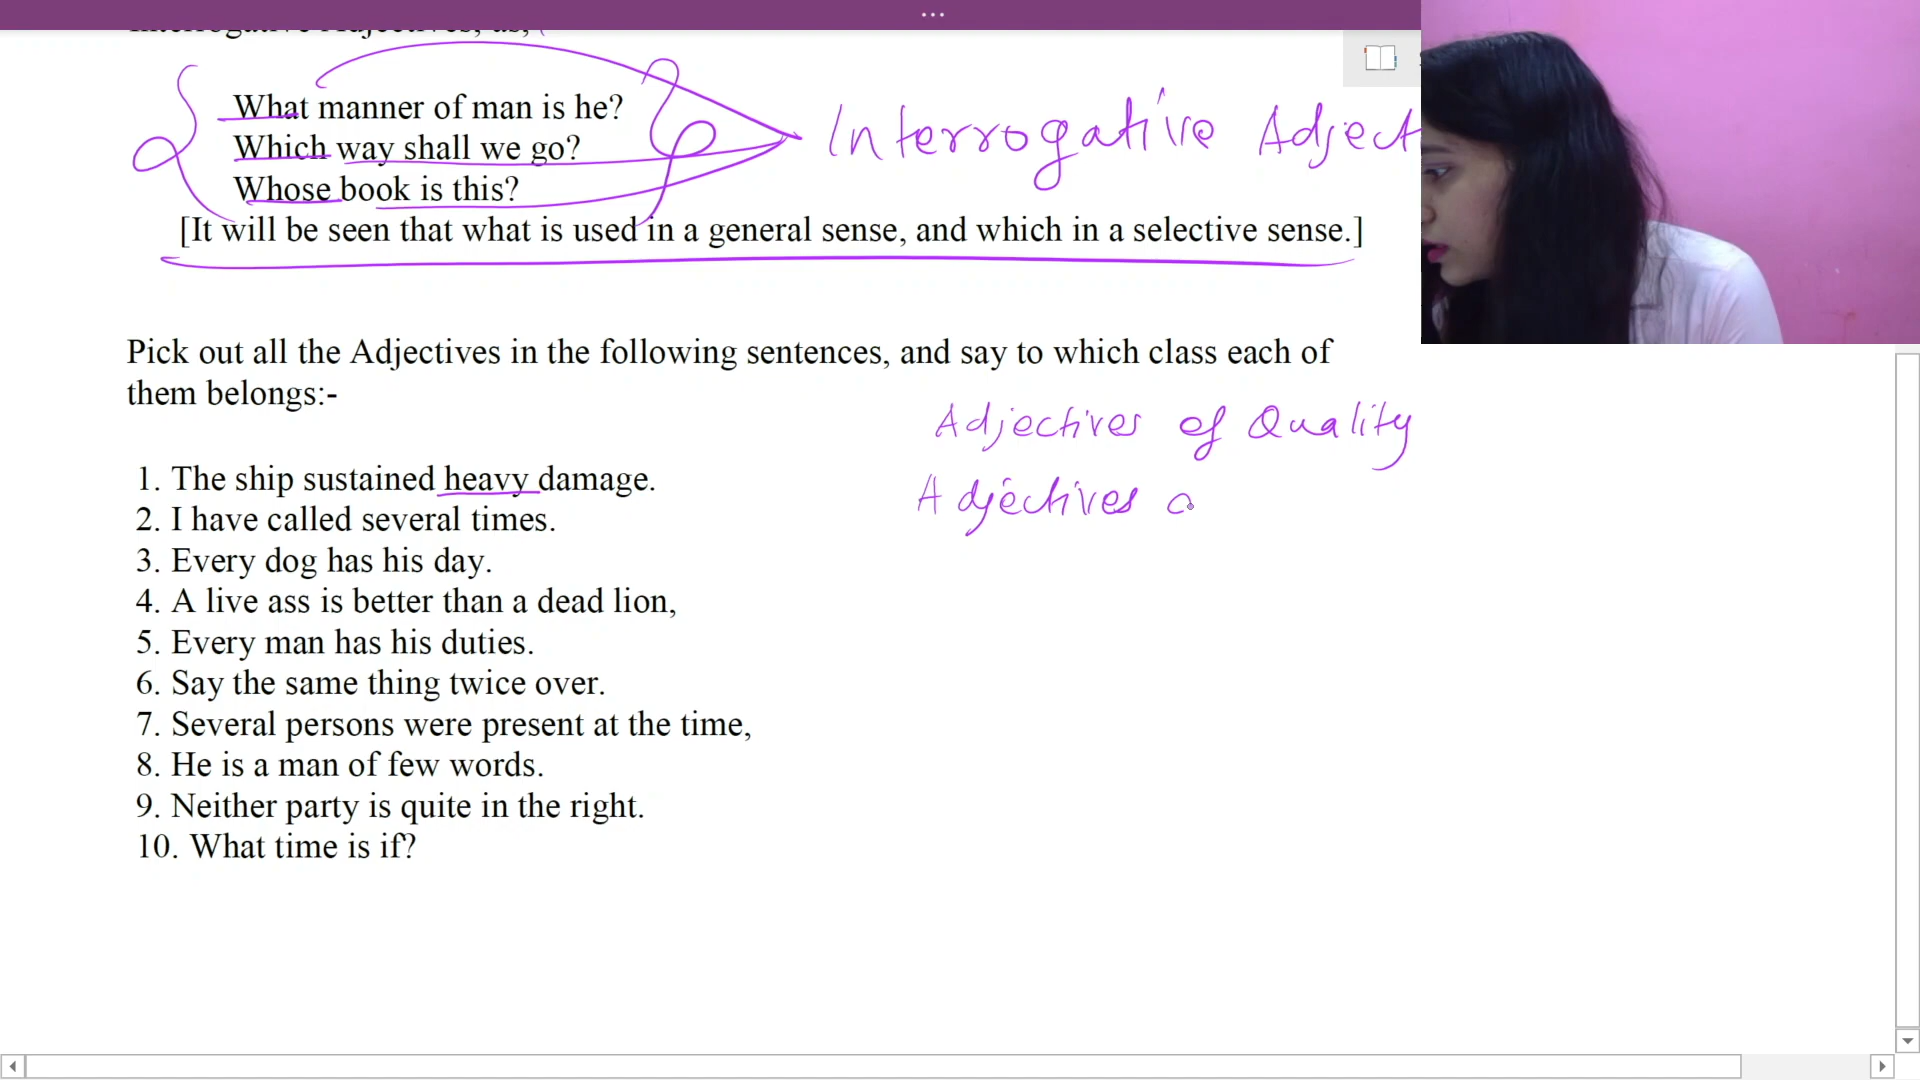 What manner of man is he?
Which way shall we go?
Whose book is this?
Interrogative Adject
[It will be seen that what is used in a general sense, and which in a selective sense.]
Pick out all the Adjectives in the following sentences, and say to which class each of
them belongs:-
Adjectives of Quality
Adjectives
1. The ship sustained heavy damage.
2. I have called several times.
3. Every dog has his day.
4. A live ass is better than a dead lion,
5. Every man has his duties.
6. Say the same thing twice over.
7. Several persons were present at the time,
8. He is a man of few words.
9. Neither party is quite in the right.
10. What time is if?